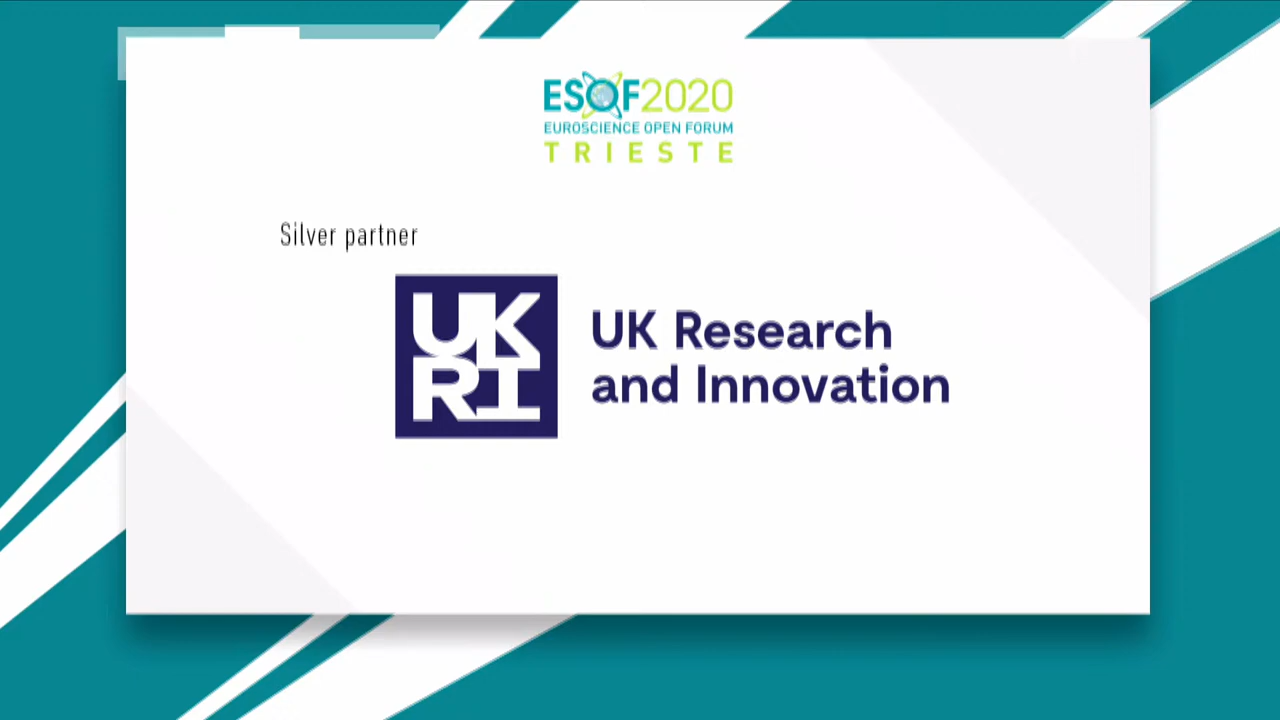 ESOF2020
EUROSCIENCE OPEN FORUM
TRIESTE
Silver partner
UK
RI
UK Research
and Innovation